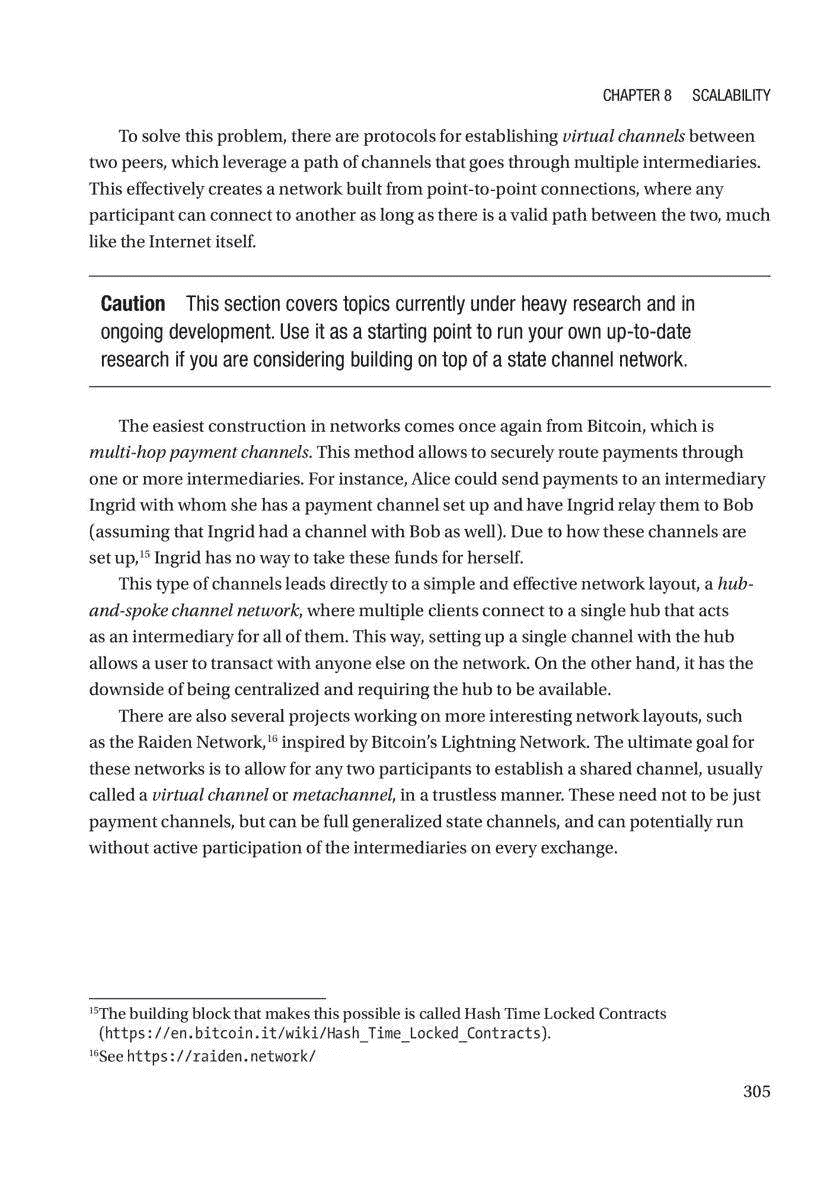 CHAPTER 8 SCALABILITY
To solve this problem, there are protocols for establishing virtual channels between
two peers, which leverage a path of channels that goes through multiple intermediaries.
This effectively creates a network built from point-to-point connections, where any
participant can connect to another as long as there is a valid path between the two, much
like the Internet itself.
Caution This section covers topics currently under heavy research and in
ongoing development. Use it as a starting point to run your own up-to-date
research if you are considering building on top of a state channel network.
The easiest construction in networks comes once again from Bitcoin, which is
multi-hop payment channels. This method allows to securely route payments through
one or more intermediaries. For instance, Alice could send payments to an intermediary
Ingrid with whom she has a payment channel set up and have Ingrid relay them to Bob
(assuming that Ingrid had a channel with Bob as well). Due to how these channels are
set up,15 Ingrid has no way to take these funds for herself.
This type of channels leads directly to a simple and effective network layout, a hub-
and-spoke channel network, where multiple clients connect to a single hub that acts
as an intermediary for all of them. This way, setting up a single channel with the hub
allows a user to transact with anyone else on the network. On the other hand, it has the
downside of being centralized and requiring the hub to be available.
There are also several projects working on more interesting network layouts, such
as the Raiden Network,16 inspired by Bitcoin’s Lightning Network. The ultimate goal for
these networks is to allow for any two participants to establish a shared channel, usually
called a virtual channel or metachannel, in a trustless manner. These need not to be just
payment channels, but can be full generalized state channels, and can potentially run
without active participation of the intermediaries on every exchange.
15The building block that makes this possible is called Hash Time Locked Contracts
(https://en.bitcoin.it/wiki/Hash_Time_Locked_Contracts).
16See https://raiden.network/
305